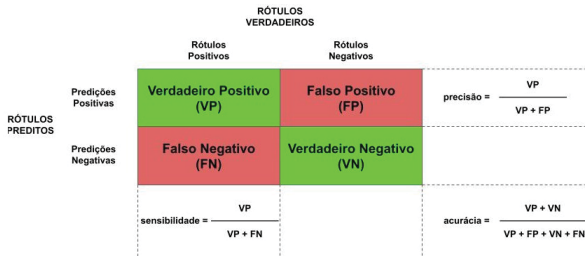 RÓTULOS
VERDADEIROS
Rótulos
Positivos
Rótulos
Negativos
RÓTULOS
PREDITOS
Predições
Positivas
Verdadeiro Positivo
(VP)
Falso Positivo
(FP)
precisão =
VP
VP + FP
Predições
Negativas
Falso Negativo
(FN)
Verdadeiro Negativo
(VN)
sensibilidade =
VP
VP + FN
acurácia =
VP + VN
VP + FP + VN + FN